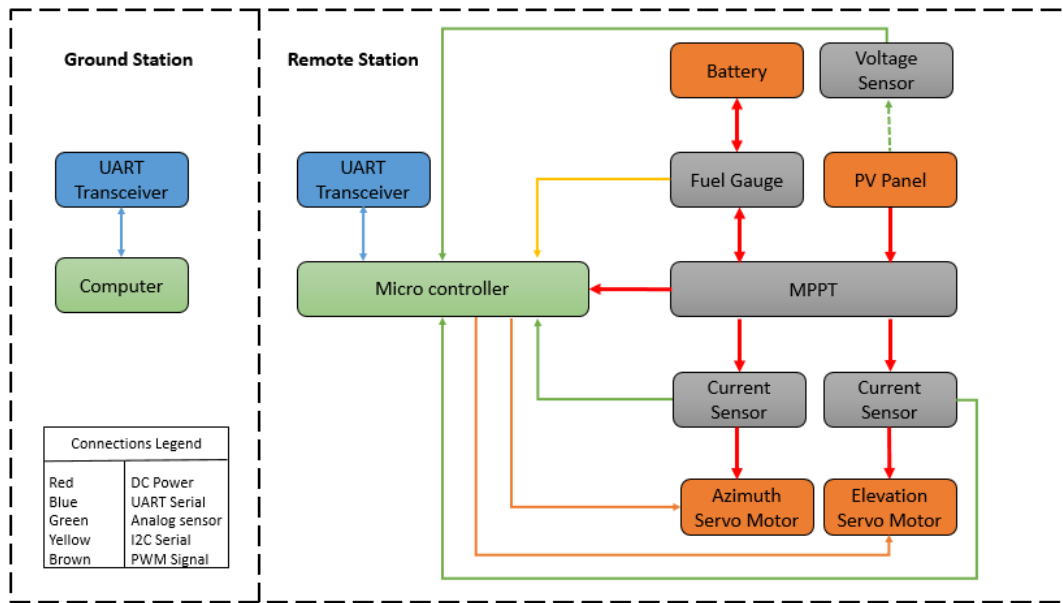 Ground Station
UART
Transceiver
Computer
Connections Legend
Red DC Power
Blue UART Serial
Green Analog sensor
Yellow I2C Serial
Brown PWM Signal
Remote Station
Battery
Voltage
Sensor
UART
Transceiver
Fuel Gauge
PV Panel
Micro controller
MPPT
Current
Sensor
Current
Sensor
Azimuth
Servo Motor
Elevation
Servo Motor